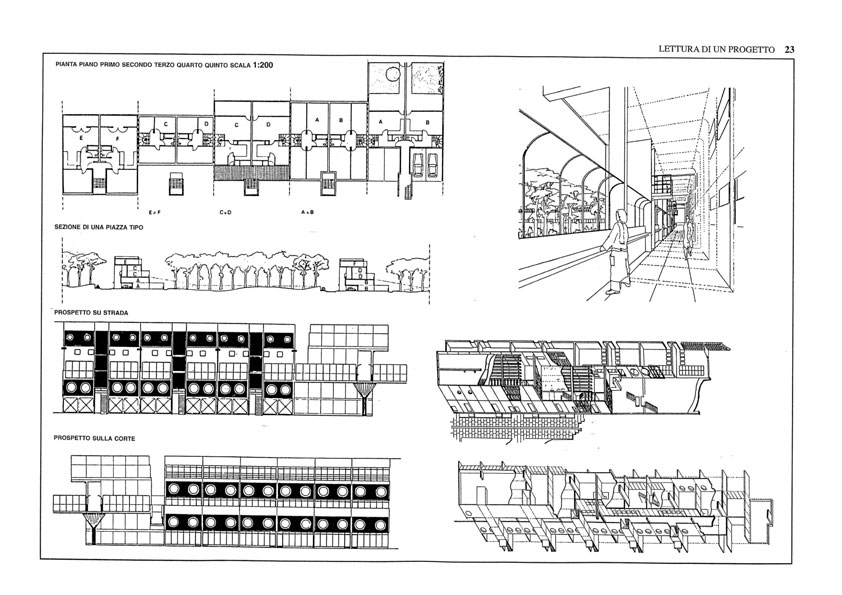 LETTURA DI UN PROGETTO 23
PIANTA PIANO PRIMO SECONDO TERZO QUARTO QUINTO SCALA 1:200
C D
A B
A B
E F
C D
E+F C+D A+B
SEZIONE DI UNA PIAZZA TIPO
PROSPETTO SU STRADA
PROSPETTO SULLA CORTE